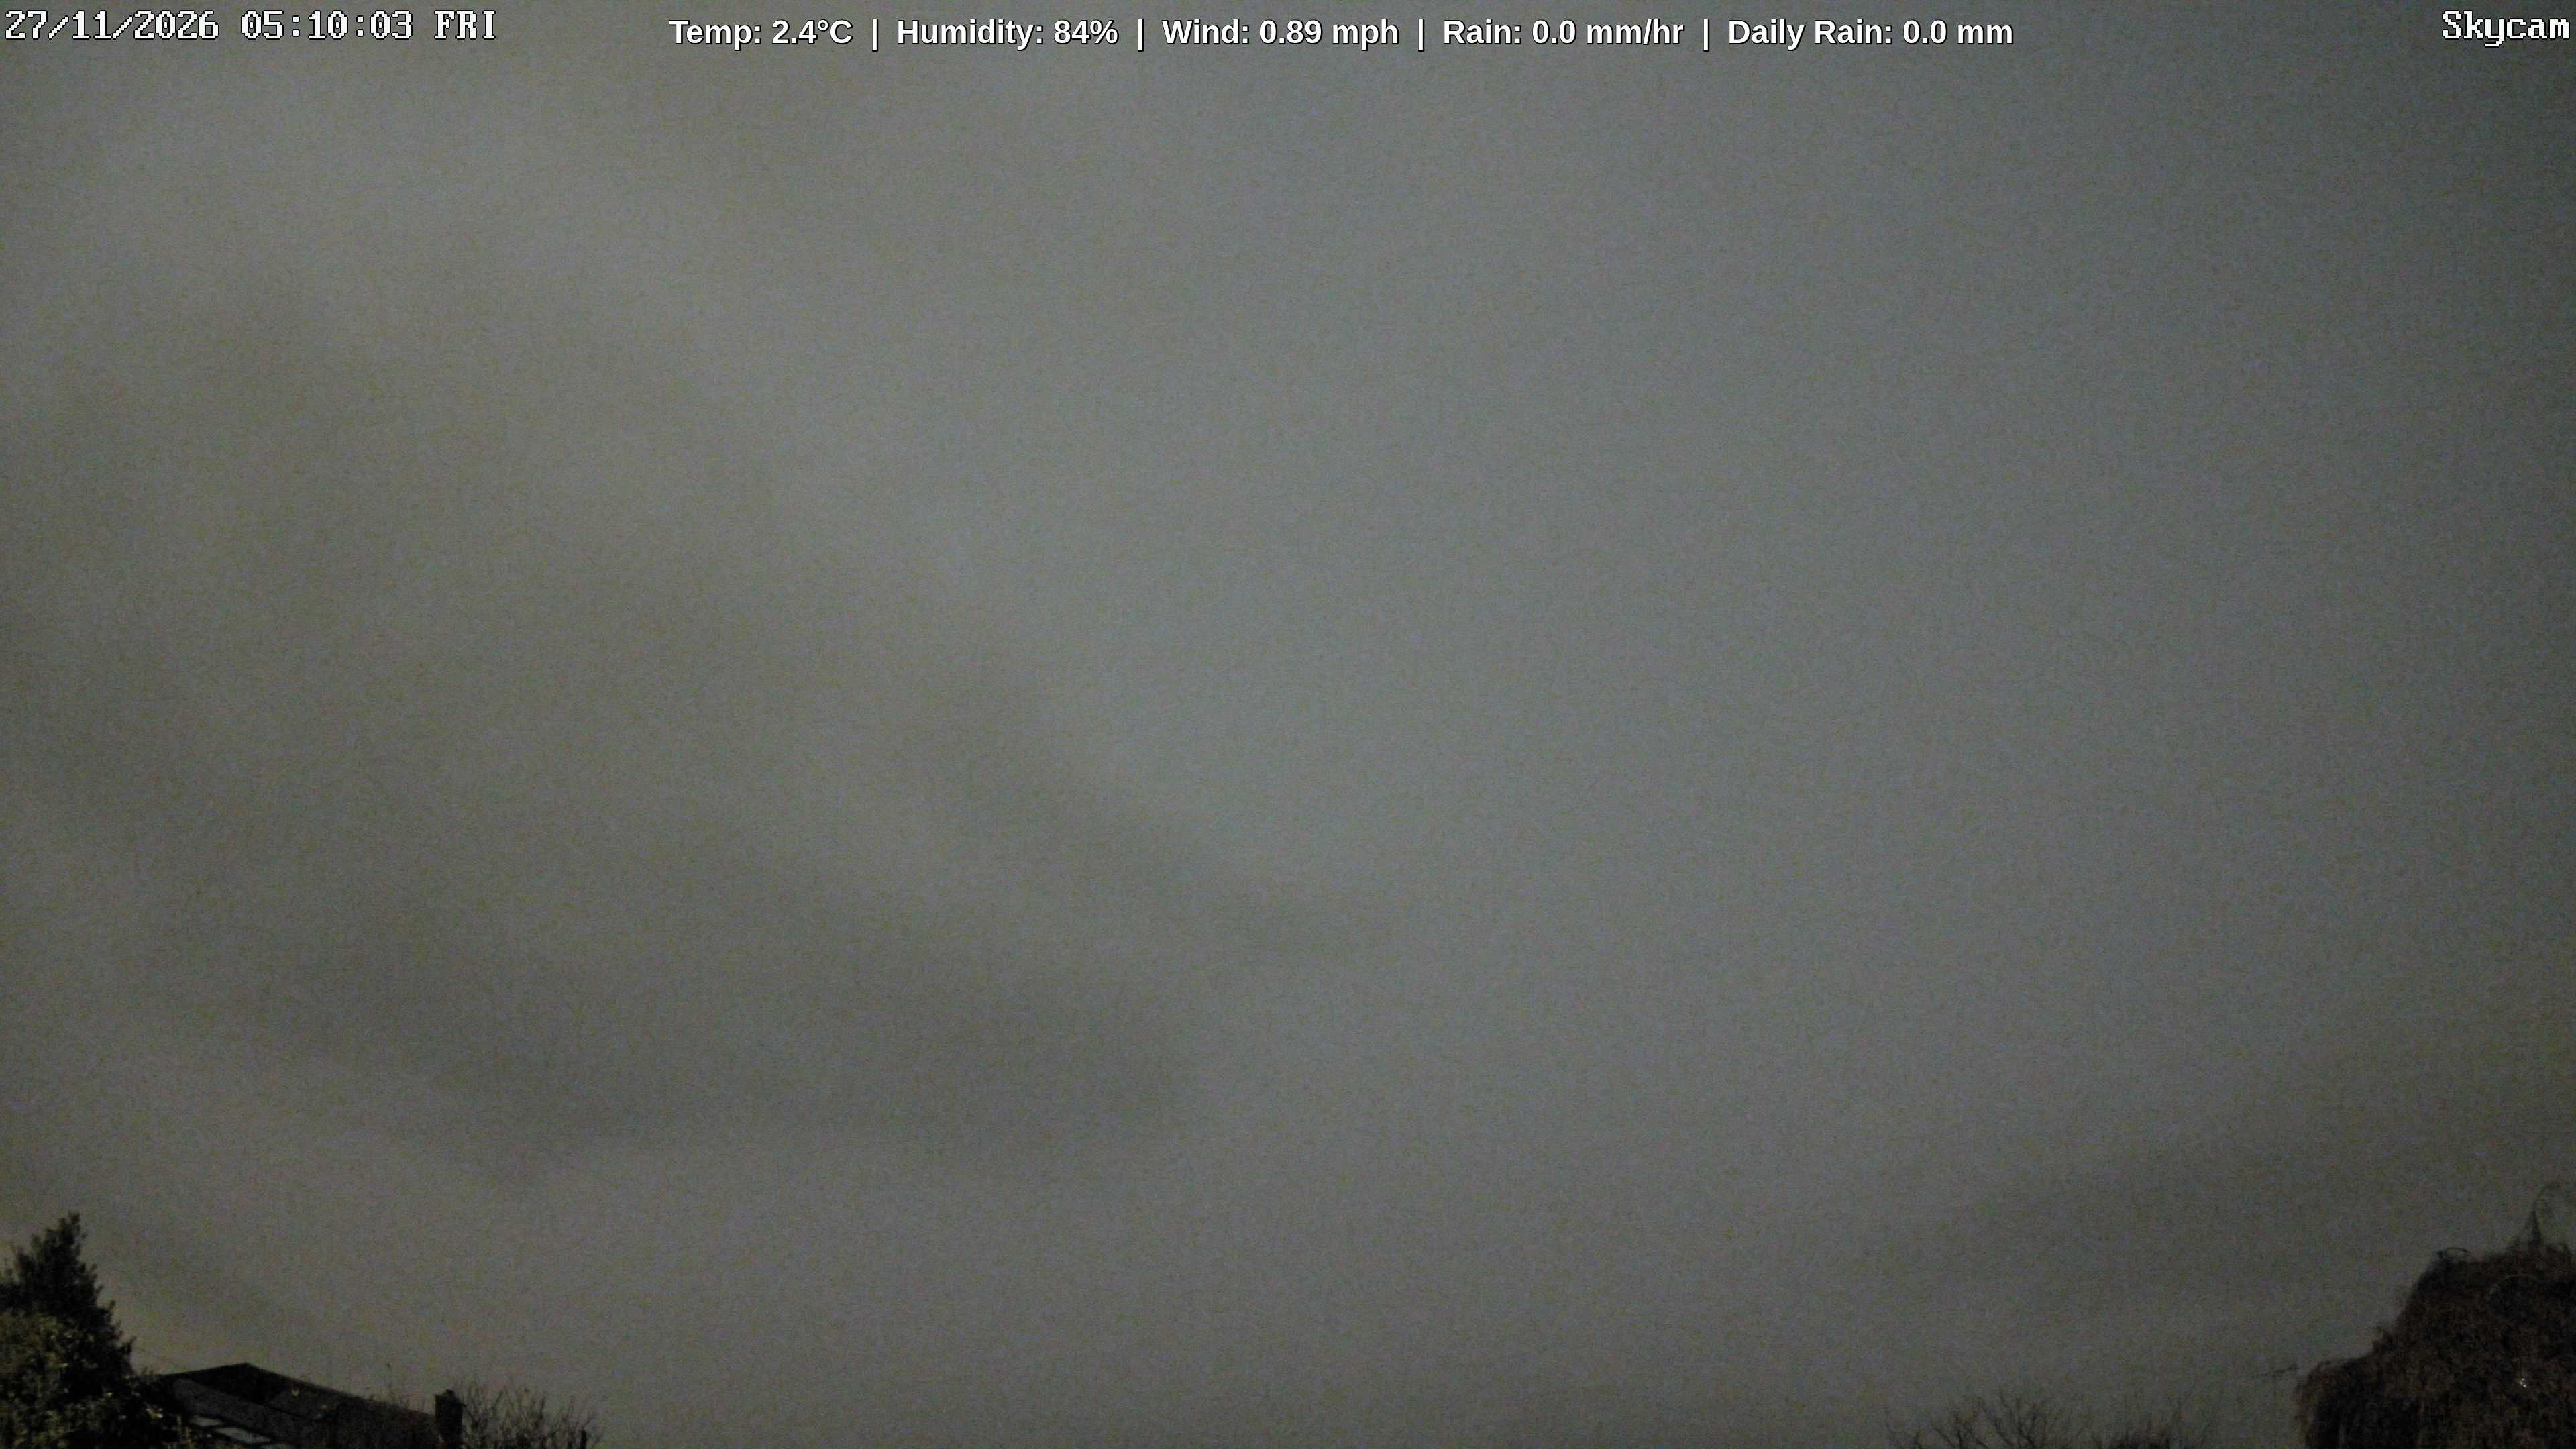 27/11/2026 05:10:03 FRI
Temp: 2.4°C | Humidity: 84% | Wind: 0.89 mph | Rain: 0.0 mm/hr | Daily Rain: 0.0 mm
Skycam